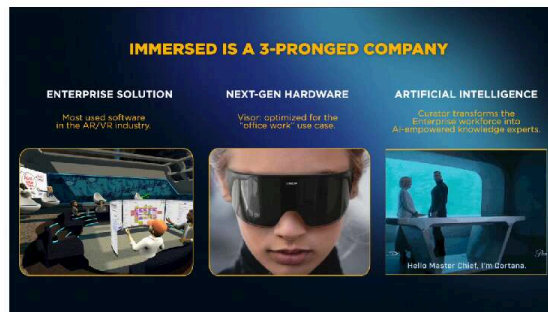 IMMERSED IS A 3-PRONGED COMPANY
ENTERPRISE SOLUTION
Most used software
in the AR/VR industry.
NEXT-GEN HARDWARE
Visor: optimized for the
"office work" use case.
ARTIFICIAL INTELLIGENCE
Curator transforms the
Enterprise workforce into
AI-empowered knowledge experts.
Hello Master Chief, I'm Cortana.